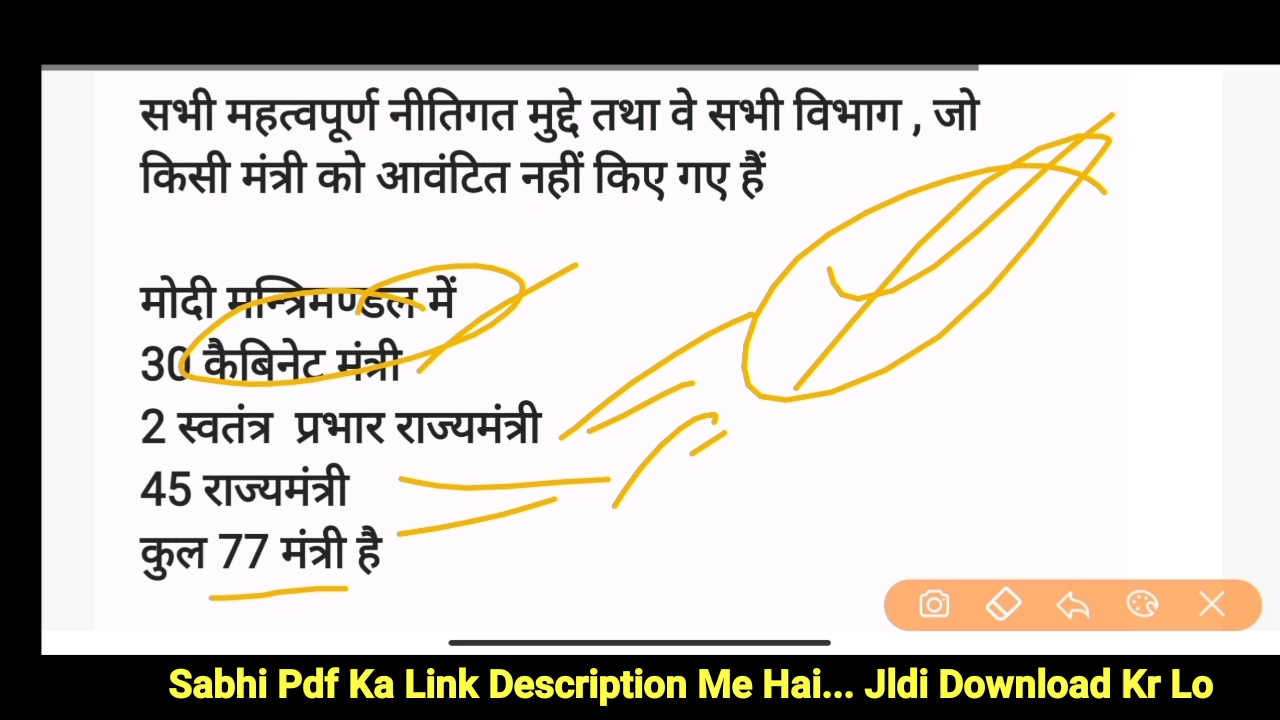 सभी महत्वपूर्ण नीतिगत मुद्दे तथा वे सभी विभाग , जो
किसी मंत्री को आवंटित नहीं किए गए हैं
मोदी मन्त्रिमण्डल में
30 कैबिनेट मंत्री
2 स्वतंत्र प्रभार राज्यमंत्री
45 राज्यमंत्री
कुल 77 मंत्री है
Sabhi Pdf Ka Link Description Me Hai... Jldi Download Kr Lo